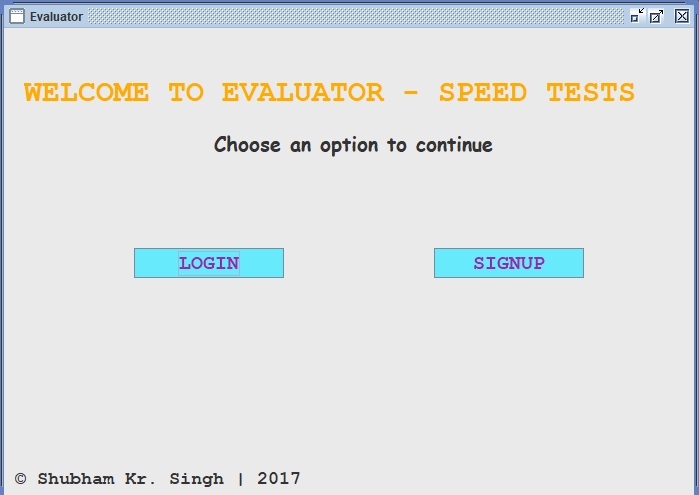 Evaluator
WELCOME TO EVALUATOR - SPEED TESTS
Choose an option to continue
LOGIN
SIGNUP
© Shubham Kr. Singh | 2017